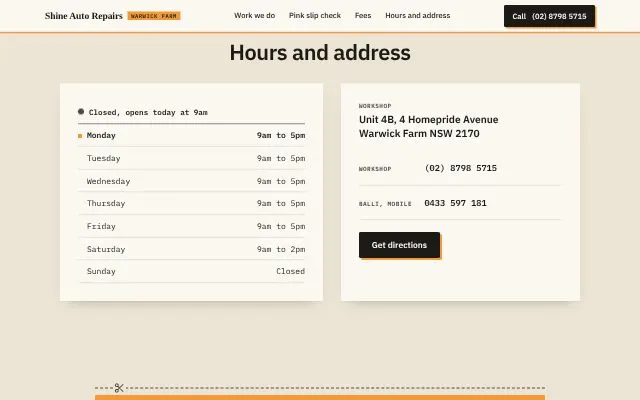 Shine Auto Repairs WARWICK FARM Work we do Pink slip check Fees Hours and address Call (02) 8798 5715
Hours and address
Closed, opens today at 9am
Monday 9am to 5pm
Tuesday 9am to 5pm
Wednesday 9am to 5pm
Thursday 9am to 5pm
Friday 9am to 5pm
Saturday 9am to 2pm
Sunday Closed
WORKSHOP
Unit 4B, 4 Homepride Avenue
Warwick Farm NSW 2170
WORKSHOP (02) 8798 5715
BALLI, MOBILE 0433 597 181
Get directions